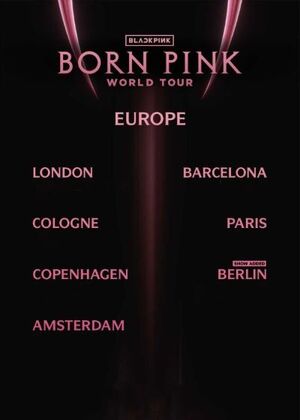 BLACKPINK
BORN PINK
WORLD TOUR
EUROPE
LONDON
BARCELONA
COLOGNE
PARIS
COPENHAGEN
SHOW ADDED
BERLIN
AMSTERDAM